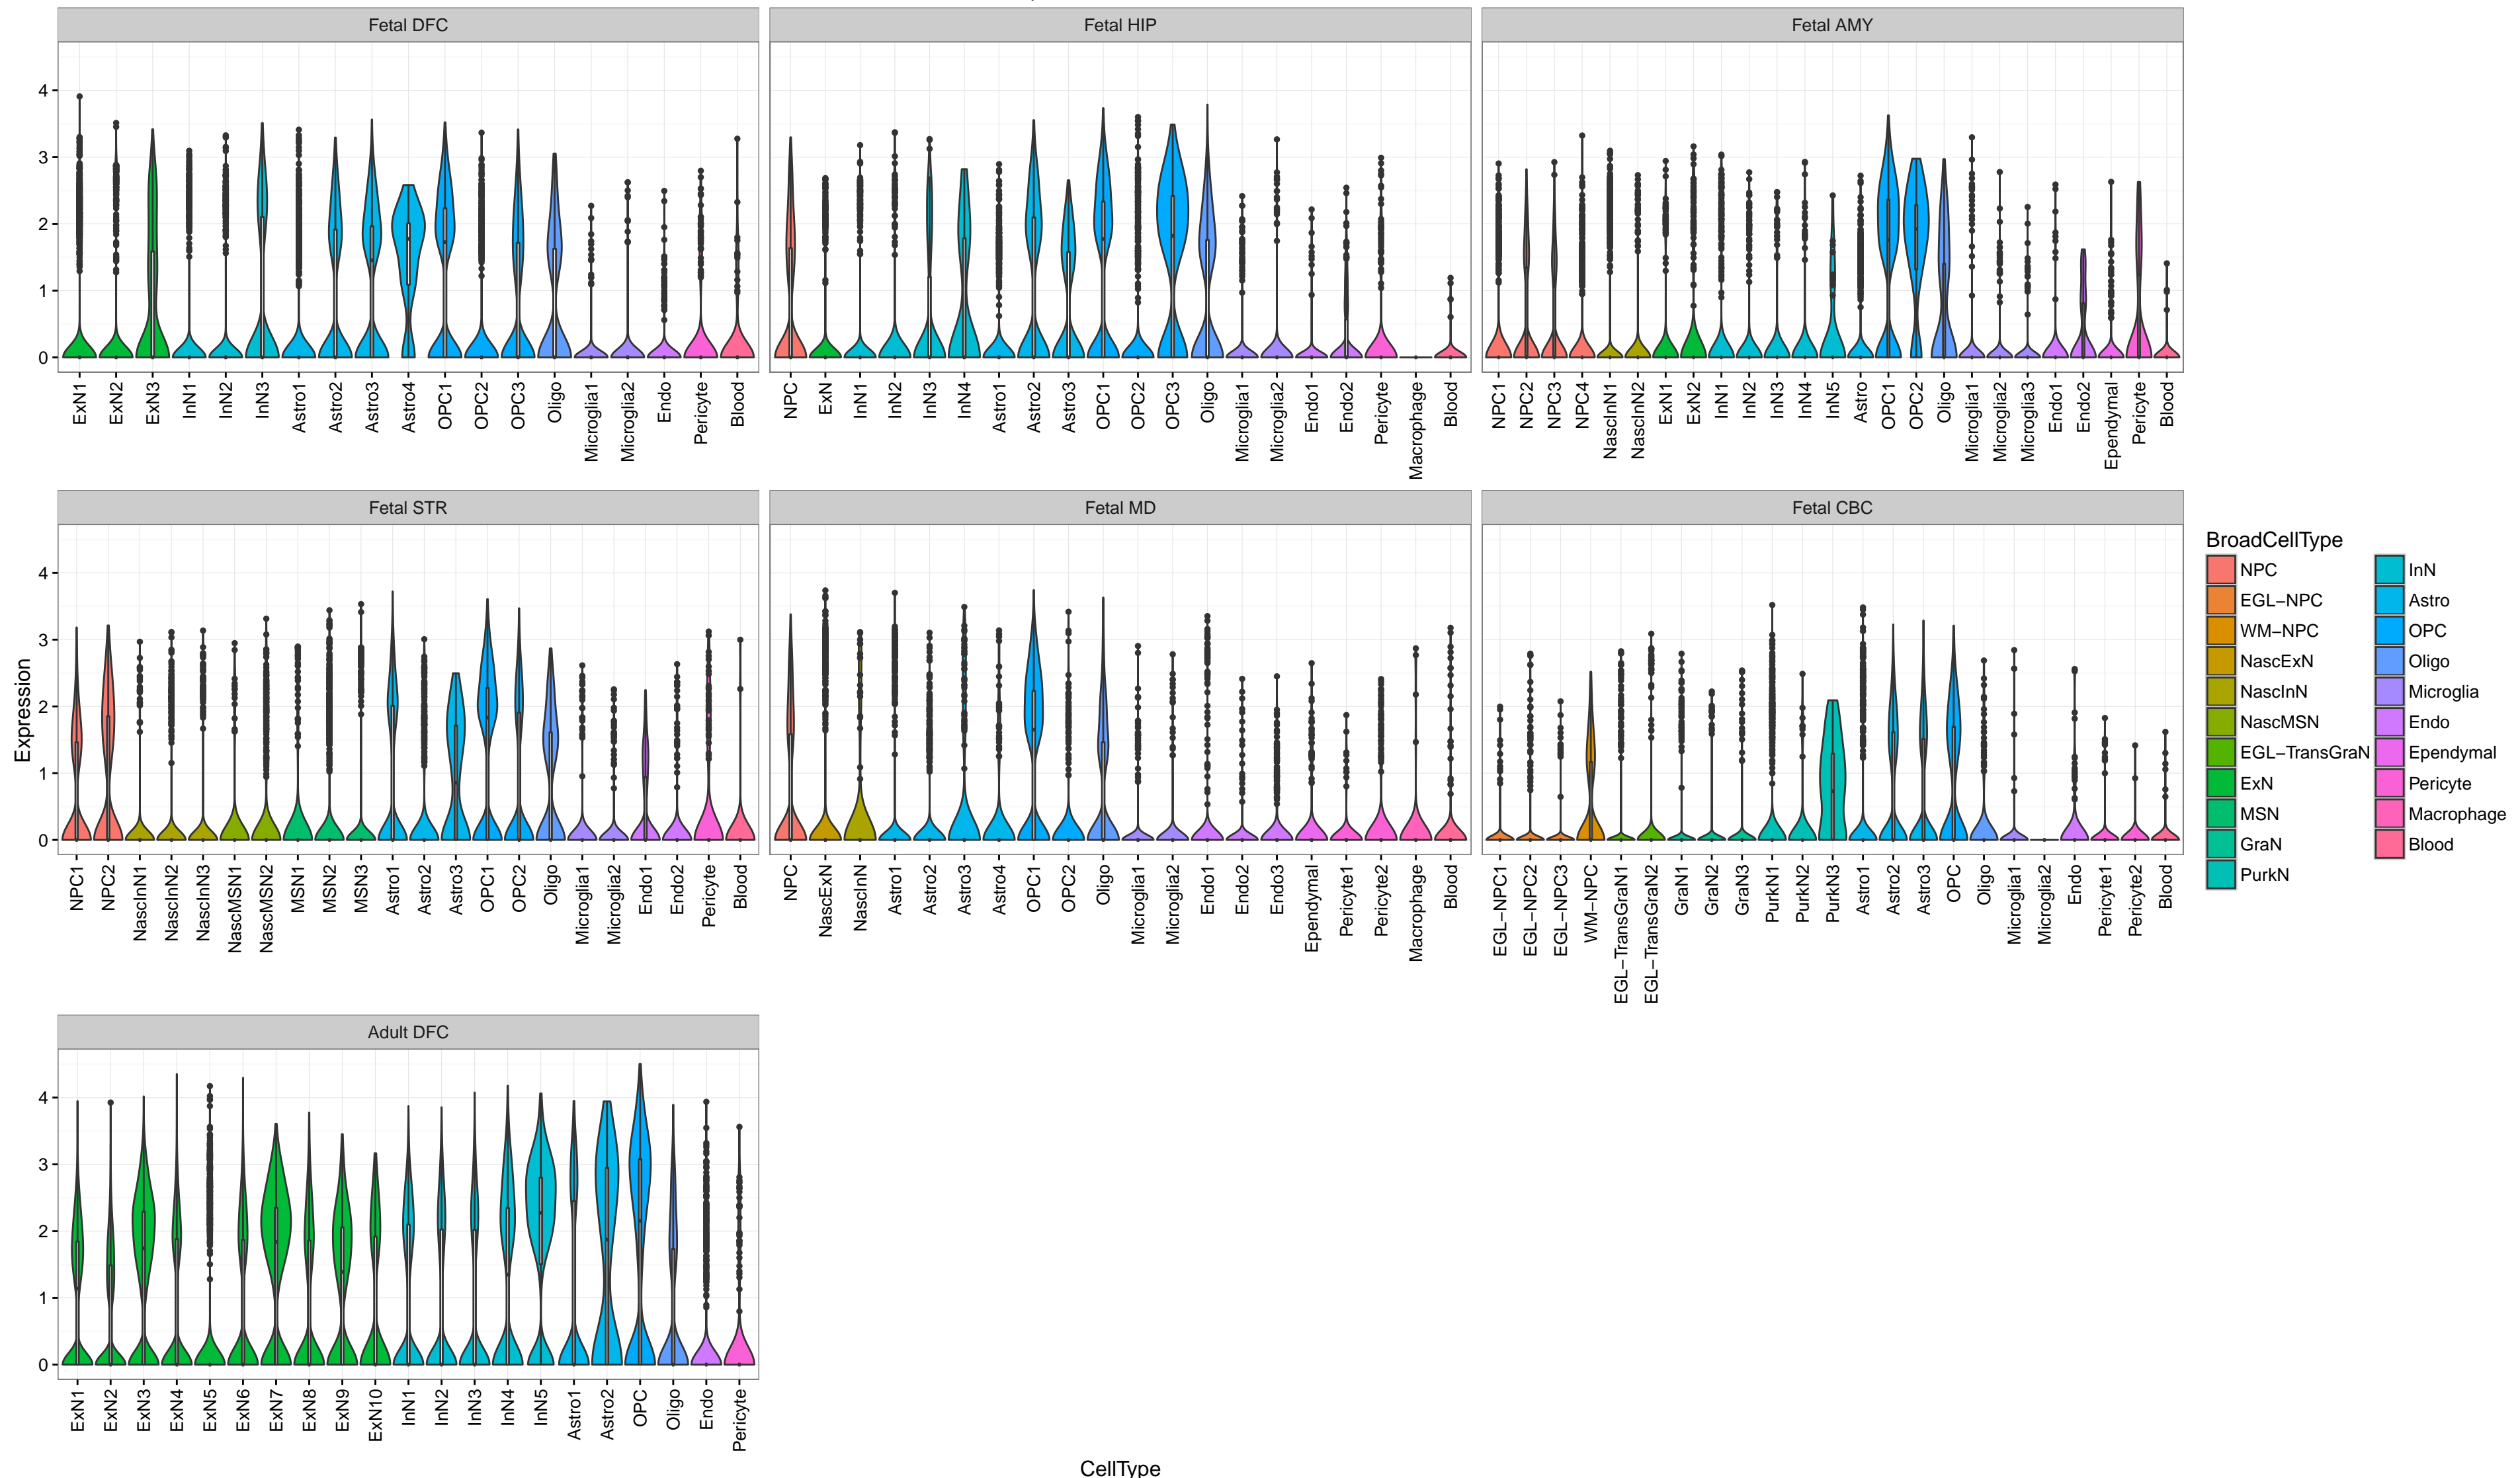 Fetal DFC Fetal HIP Fetal AMY
4
3
2
1
0
ExN1 ExN2 ExN3 InN1 InN2 InN3 Astro1 Astro2 Astro3 Astro4 OPC1 OPC2 OPC3 Oligo Microglia1 Microglia2 Endo Pericyte Blood
NPC ExN InN1 InN2 InN3 InN4 Astro1 Astro2 Astro3 OPC1 OPC2 OPC3 Oligo Microglia1 Microglia2 Endo1 Endo2 Pericyte Macrophage Blood
NPC1 NPC2 NPC3 NPC4 NascInN1 NascInN2 ExN1 ExN2 InN1 InN2 InN3 InN4 InN5 Astro OPC1 OPC2 Oligo Microglia1 Microglia2 Microglia3 Endo1 Endo2 Ependymal Pericyte Blood
Fetal STR Fetal MD Fetal CBC
Expression
4
3
2
1
0
NPC1 NPC2 NascInN1 NascInN2 NascInN3 NascMSN1 NascMSN2 MSN1 MSN2 MSN3 Astro1 Astro2 Astro3 OPC1 OPC2 Oligo Microglia1 Microglia2 Endo1 Endo2 Pericyte Blood
NPC NascExN NascInN Astro1 Astro2 Astro3 Astro4 OPC1 OPC2 Oligo Microglia1 Microglia2 Endo1 Endo2 Endo3 Ependymal Pericyte1 Pericyte2 Macrophage Blood
EGL−NPC1 EGL−NPC2 EGL−NPC3 WM−NPC EGL−TransGraN1 EGL−TransGraN2 GraN1 GraN2 GraN3 PurkN1 PurkN2 PurkN3 Astro1 Astro2 Astro3 OPC Oligo Microglia1 Microglia2 Endo Pericyte1 Pericyte2 Blood
BroadCellType
NPC InN
EGL−NPC Astro
WM−NPC OPC
NascExN Oligo
NascInN Microglia
NascMSN Endo
EGL−TransGraN Ependymal
ExN Pericyte
MSN Macrophage
GraN Blood
PurkN
Adult DFC
4
3
2
1
0
ExN1 ExN2 ExN3 ExN4 ExN5 ExN6 ExN7 ExN8 ExN9 ExN10 InN1 InN2 InN3 InN4 InN5 Astro1 Astro2 OPC Oligo Endo Pericyte
CellType